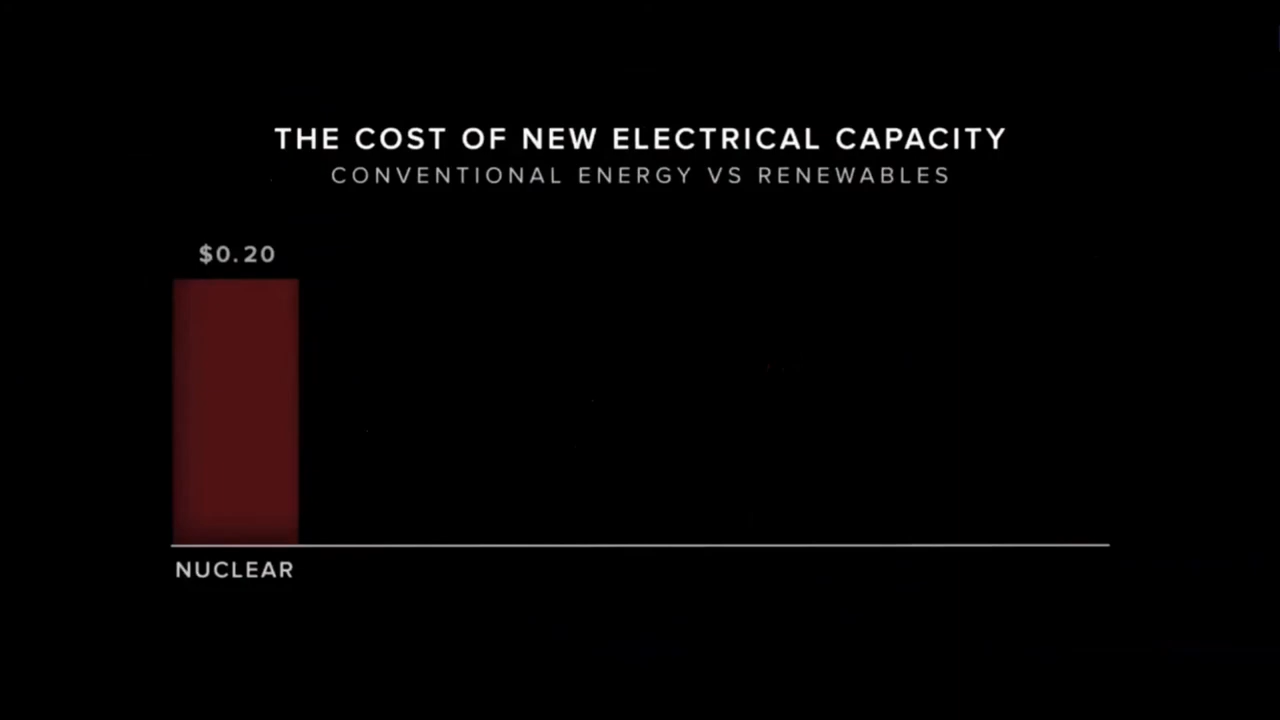 THE COST OF NEW ELECTRICAL CAPACITY
CONVENTIONAL ENERGY VS RENEWABLES
$0.20
NUCLEAR